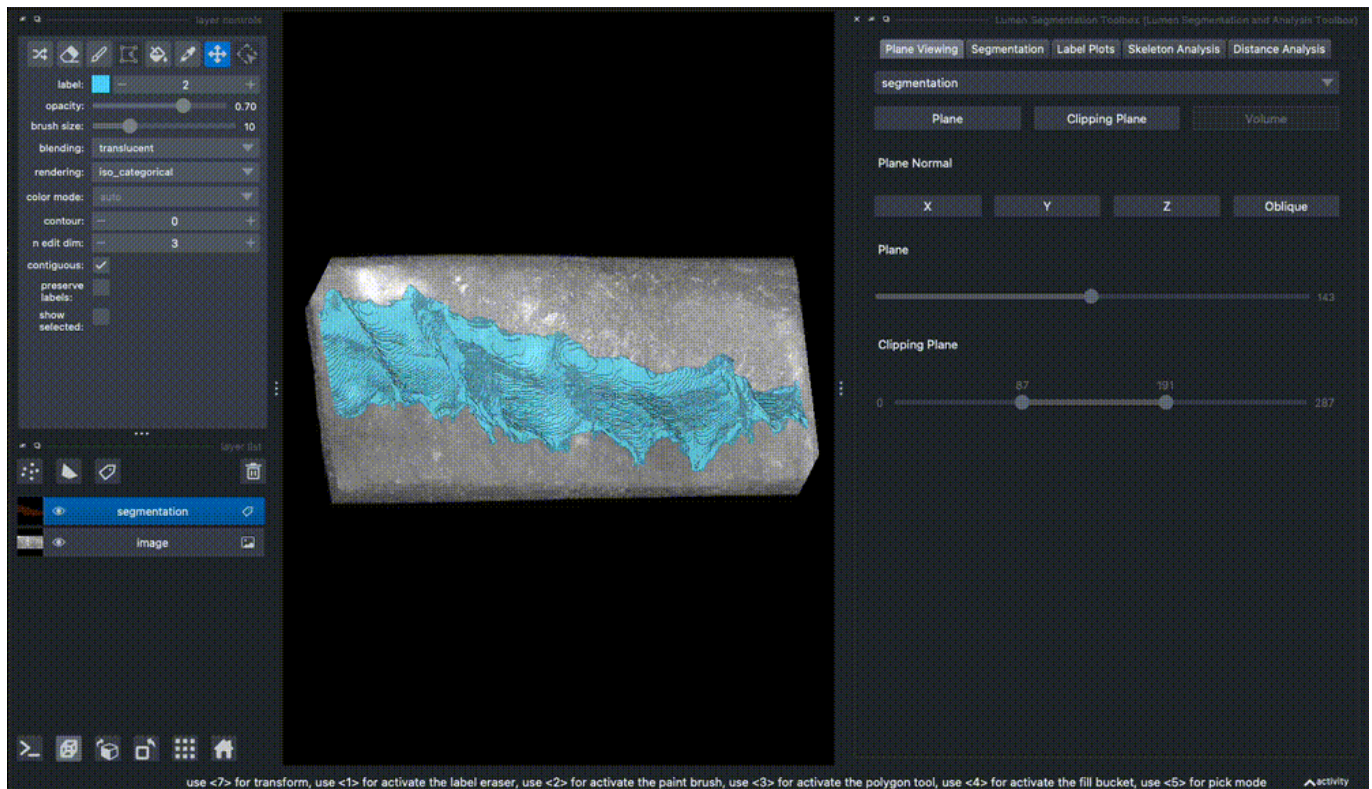 layer controls
label: 2
opacity: 0.70
brush size: 10
blending: translucent
rendering: iso_categorical
color mode: auto
contour: 0
n edit dim: 3
contiguous:
preserve
labels:
show
selected:
layer list
segmentation
image
Lumen Segmentation Toolbox (Lumen Segmentation and Analysis Toolbox)
Plane Viewing Segmentation Label Plots Skeleton Analysis Distance Analysis
segmentation
Plane Clipping Plane Volume
Plane Normal
X Y Z Oblique
Plane
143
Clipping Plane
87 191
0 287
use <7> for transform, use <1> for activate the label eraser, use <2> for activate the paint brush, use <3> for activate the polygon tool, use <4> for activate the fill bucket, use <5> for pick mode
activity